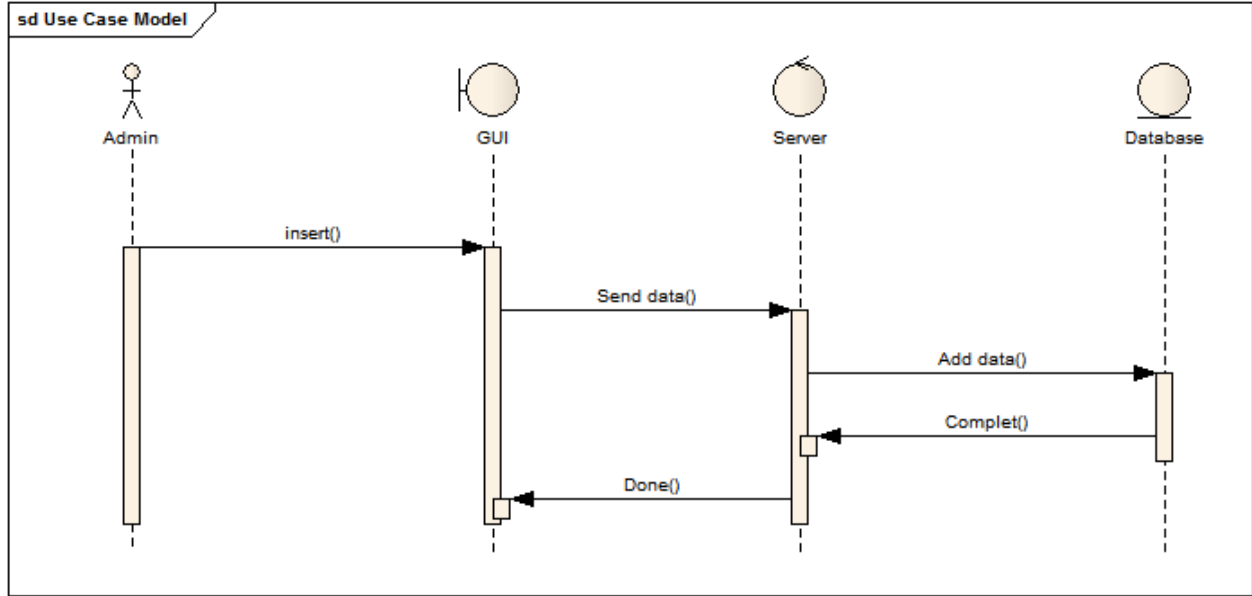 sd Use Case Model
Admin
GUI
Server
Database
insert()
Send data()
Add data()
Complet()
Done()